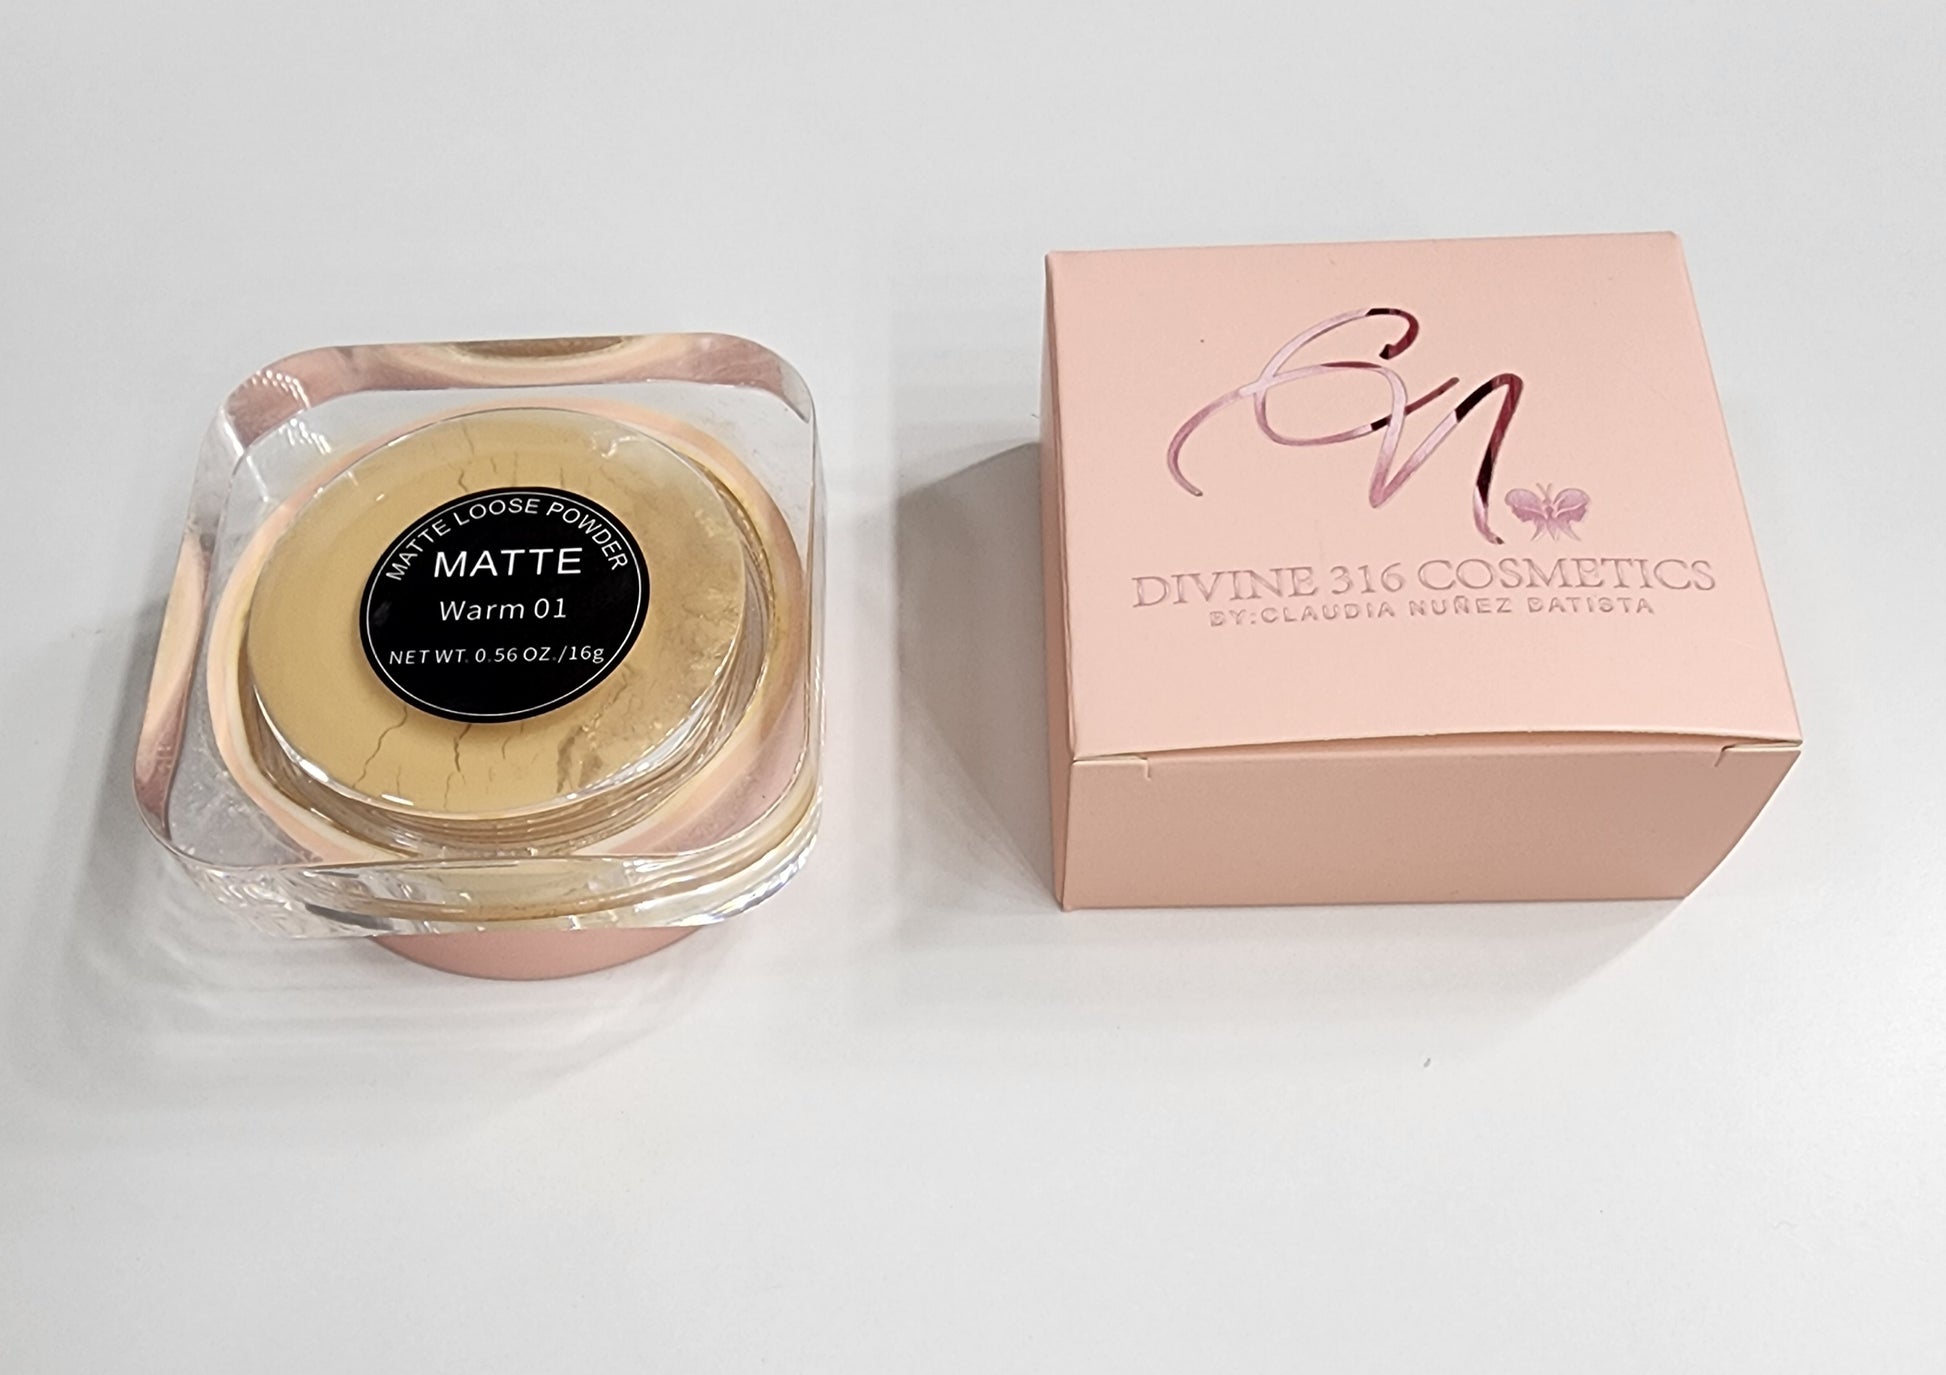 MATTE LOOSE POWDER
MATTE
Warm 01
NET WT. 0.56 OZ./16g
CN
DIVINE 316 COSMETICS
BY:CLAUDIA NUÑEZ BATISTA